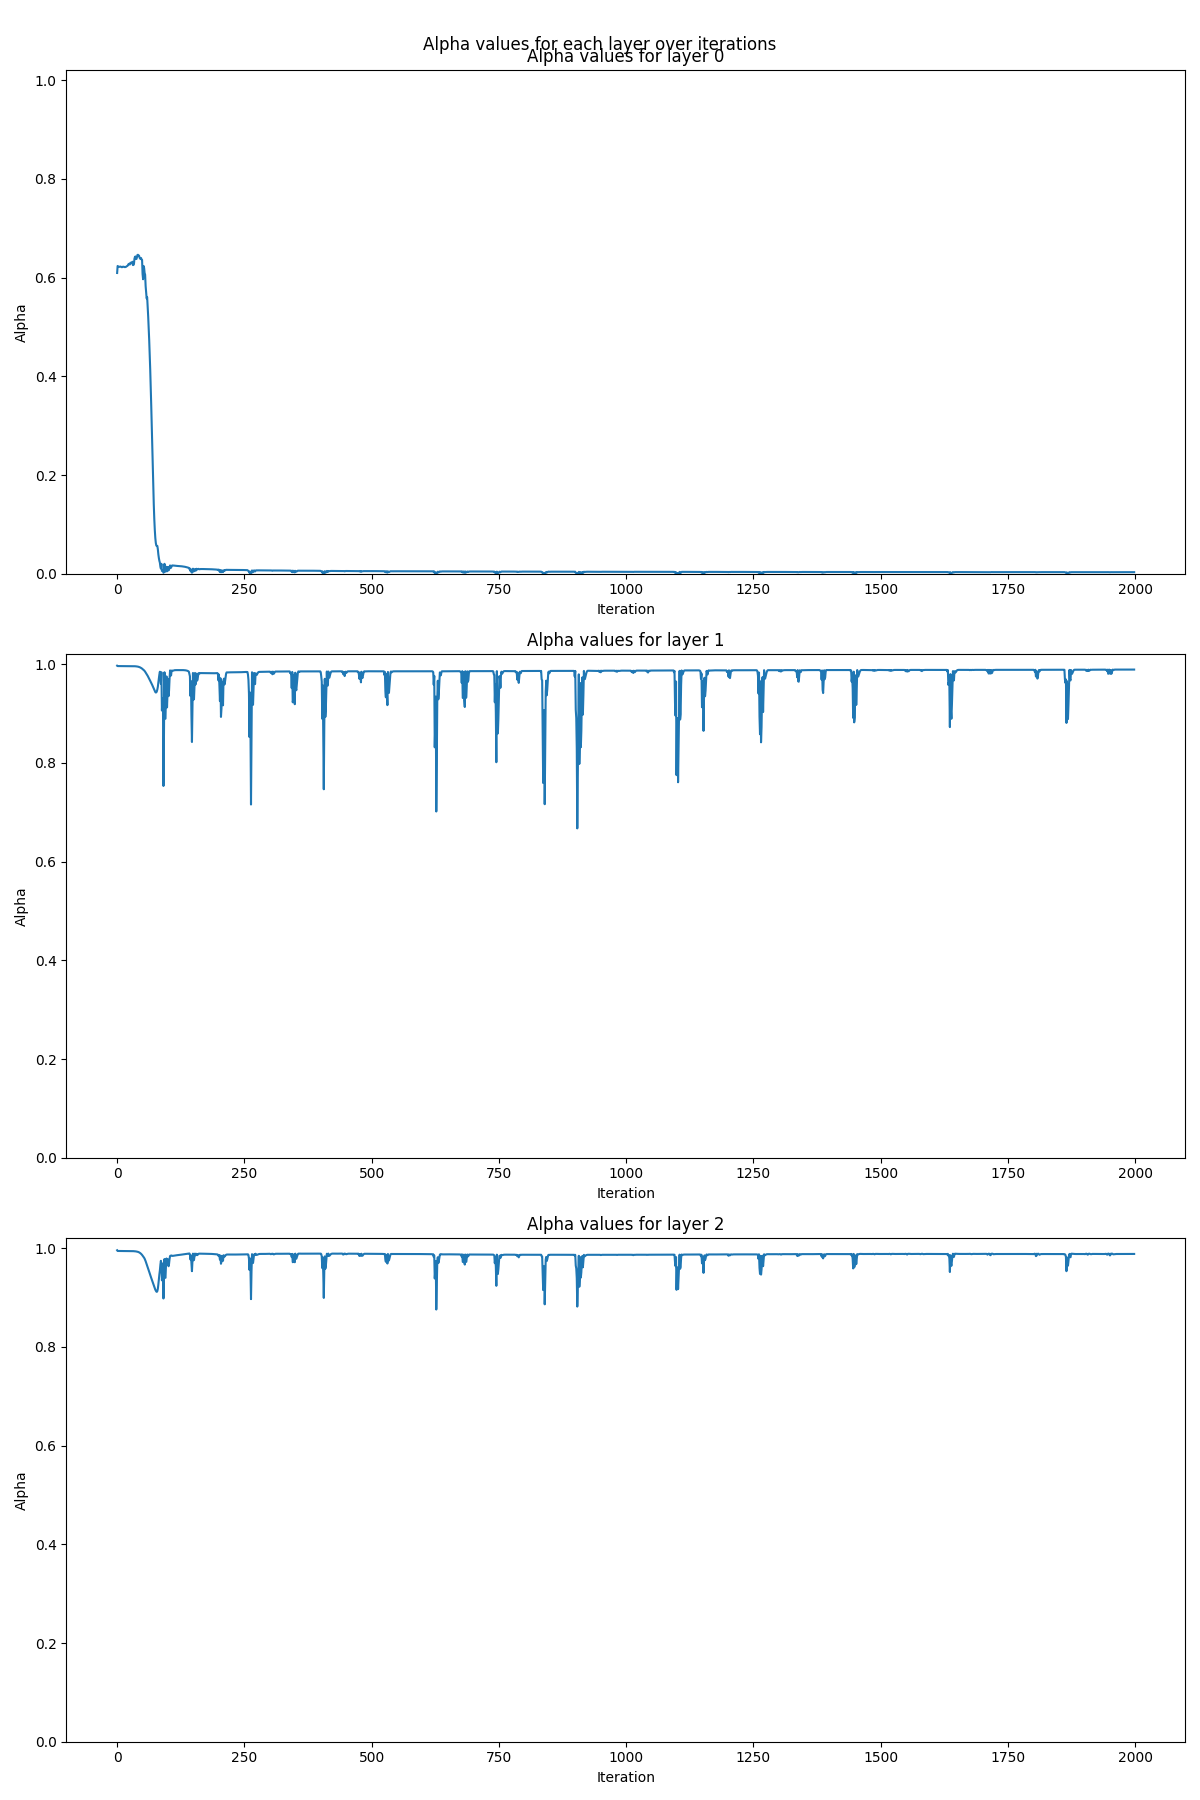 Alpha values for each layer over iterations
Alpha values for layer 0
1.0
0.8
0.6
0.4
0.2
0.0
Alpha
0 250 500 750 1000 1250 1500 1750 2000
Iteration
Alpha values for layer 1
1.0
0.8
0.6
0.4
0.2
0.0
Alpha
0 250 500 750 1000 1250 1500 1750 2000
Iteration
Alpha values for layer 2
1.0
0.8
0.6
0.4
0.2
0.0
Alpha
0 250 500 750 1000 1250 1500 1750 2000
Iteration